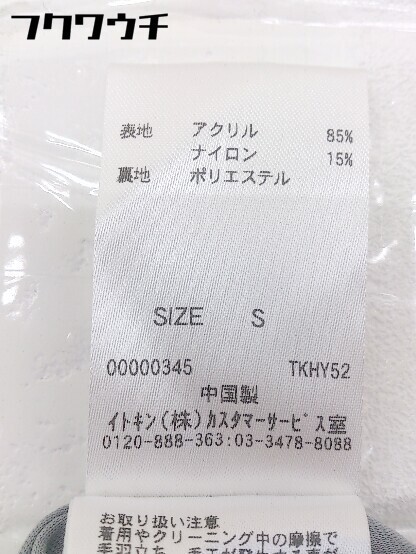 フクワウチ
表地 アクリル 85%
ナイロン 15%
裏地 ポリエステル
SIZE S
00000345 TKHY52
中国製
イトキン(株)カスタマーサービス室
0120-888-363:03-3478-8088
お取り扱い注意
着用やクリーニング中の摩擦で